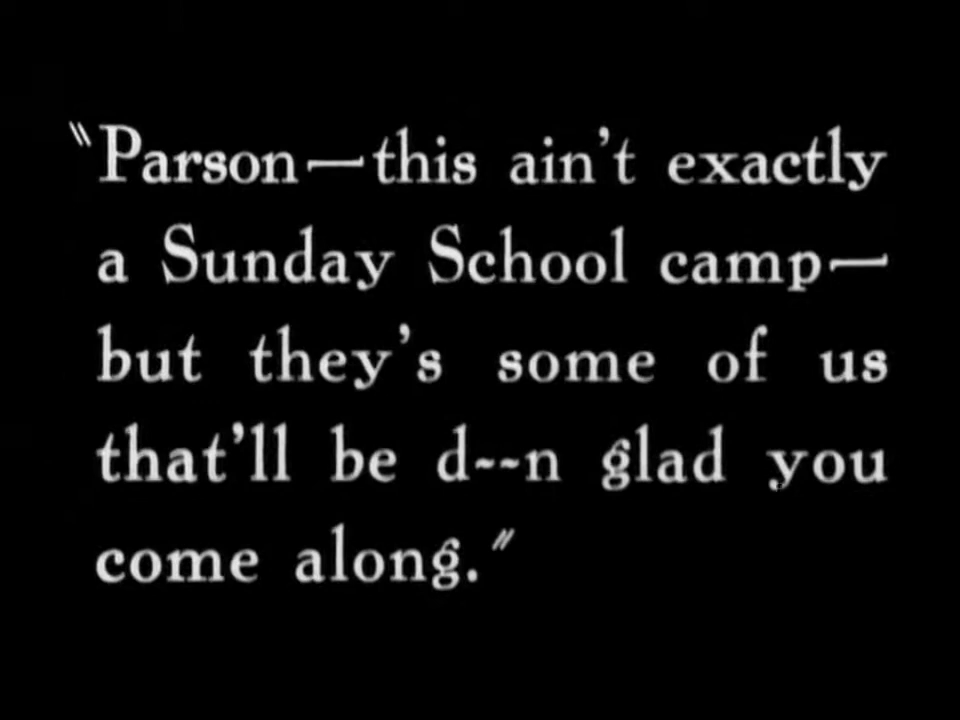 "Parson—this ain't exactly
a Sunday School camp—
but they's some of us
that'll be d--n glad you
come along."